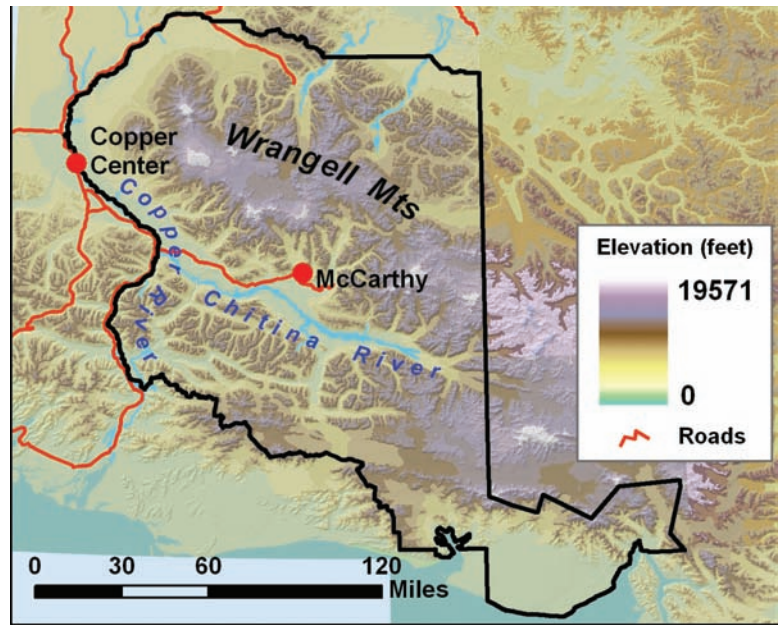 Copper
Center
Wrangell Mts
Copper River
McCarthy
Chitina River
Elevation (feet)
19571
0
Roads
0 30 60 120
Miles